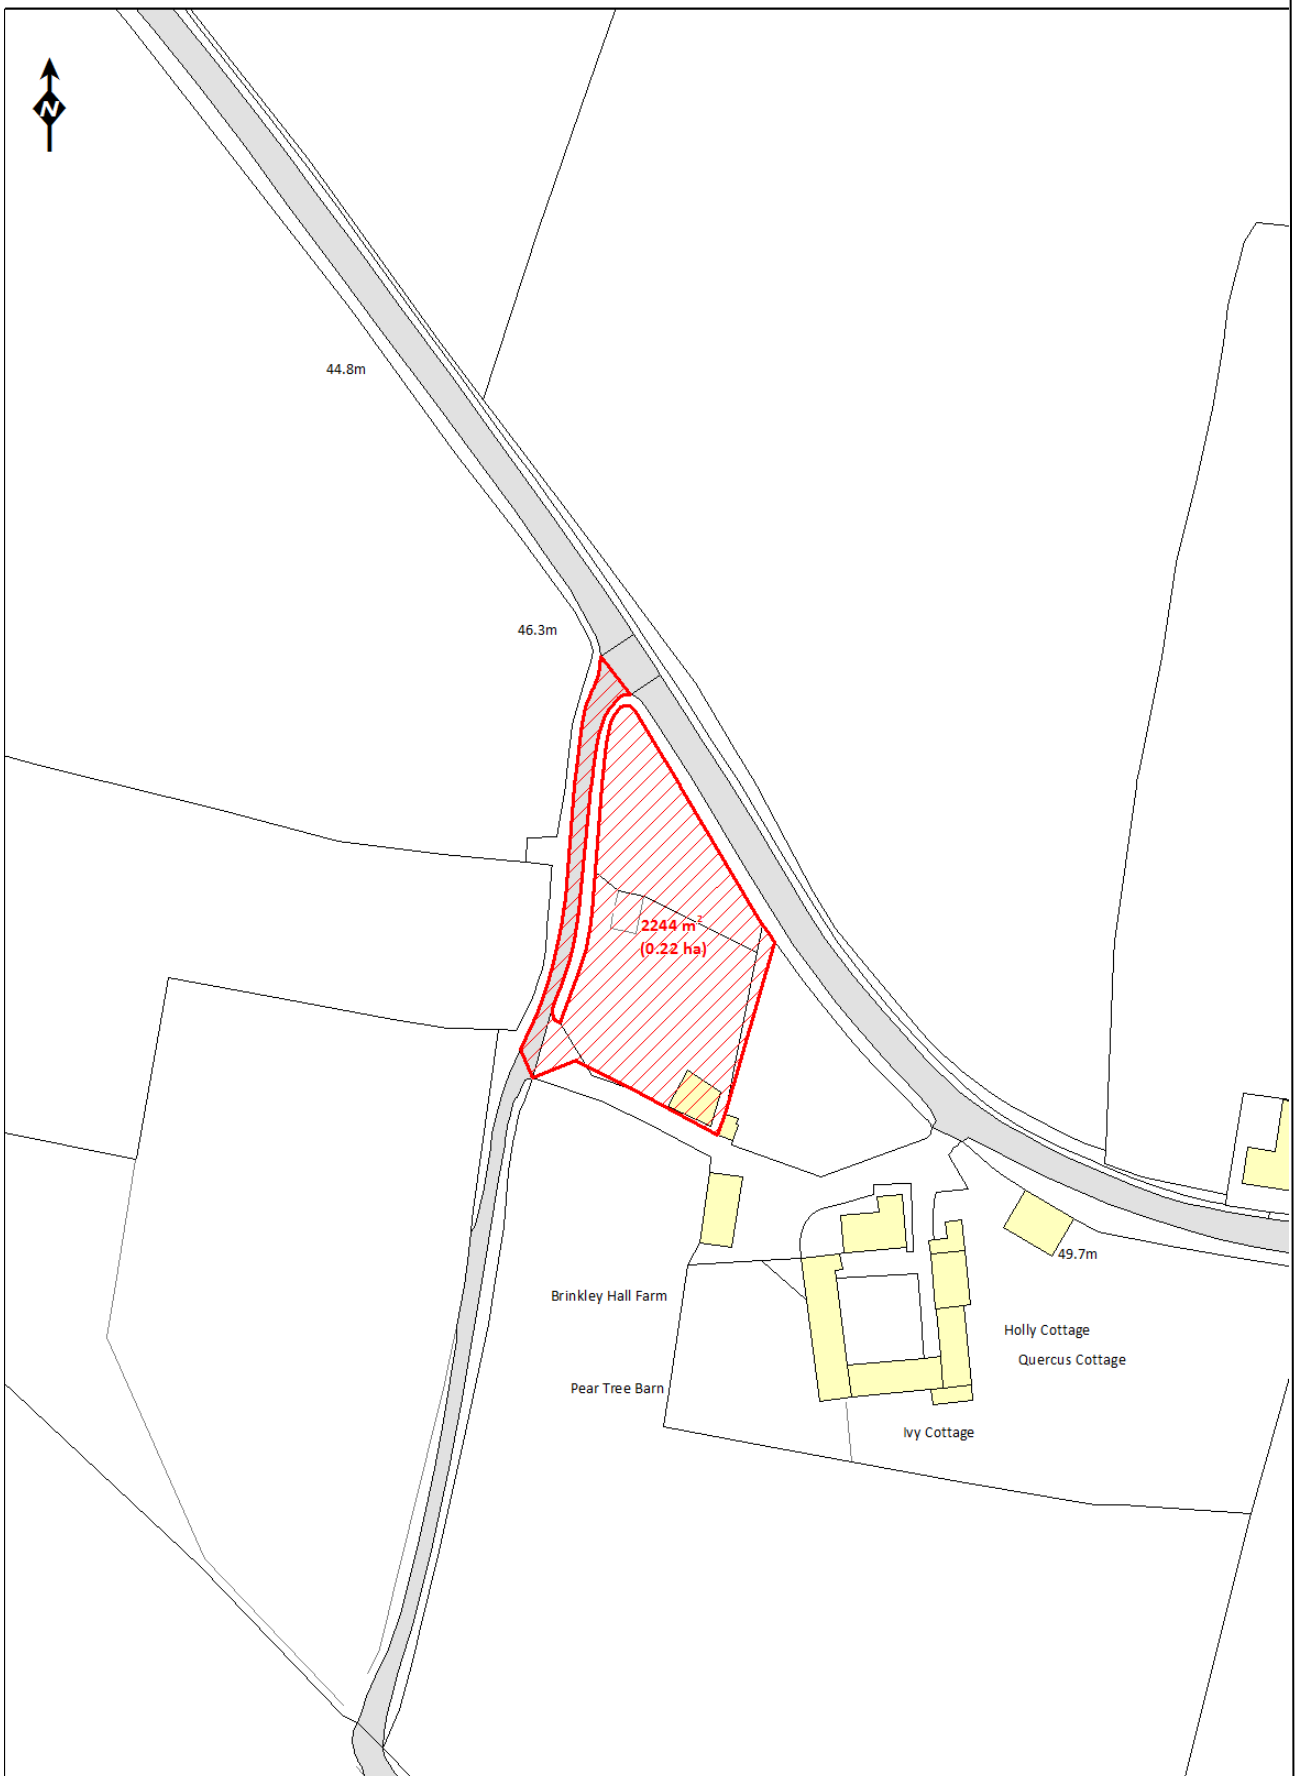 N
44.8m
46.3m
2244 m²
(0.22 ha)
49.7m
Brinkley Hall Farm
Holly Cottage
Quercus Cottage
Pear Tree Barn
Ivy Cottage